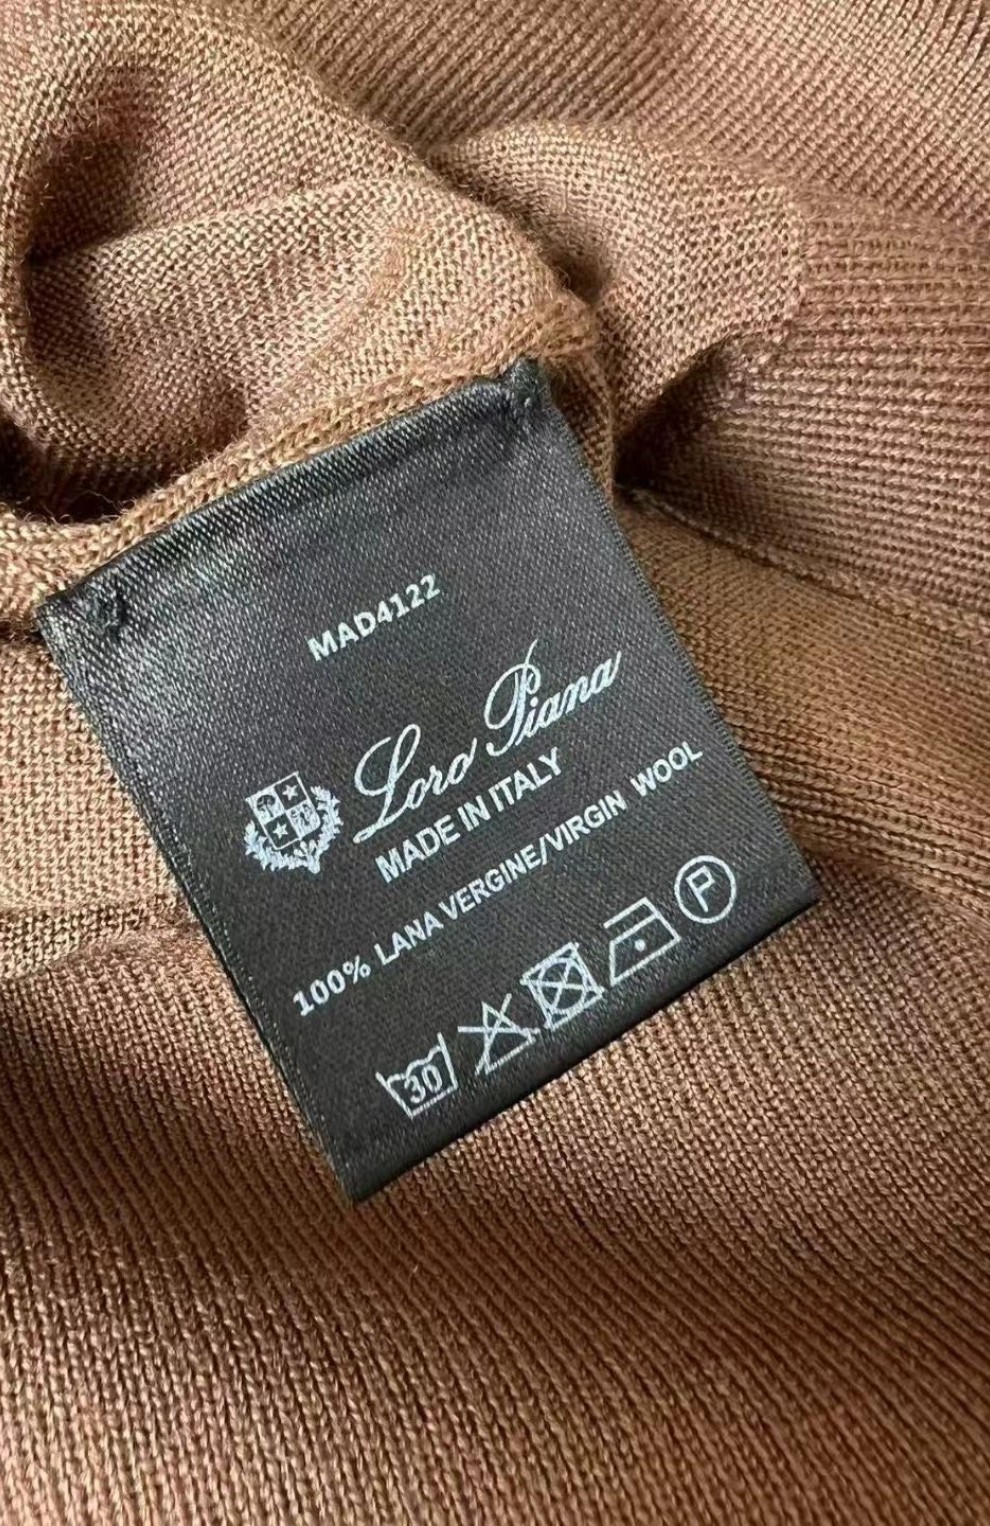 MAD4122
Loro Piana
MADE IN ITALY
100% LANA VERGINE/VIRGIN WOOL
30 P